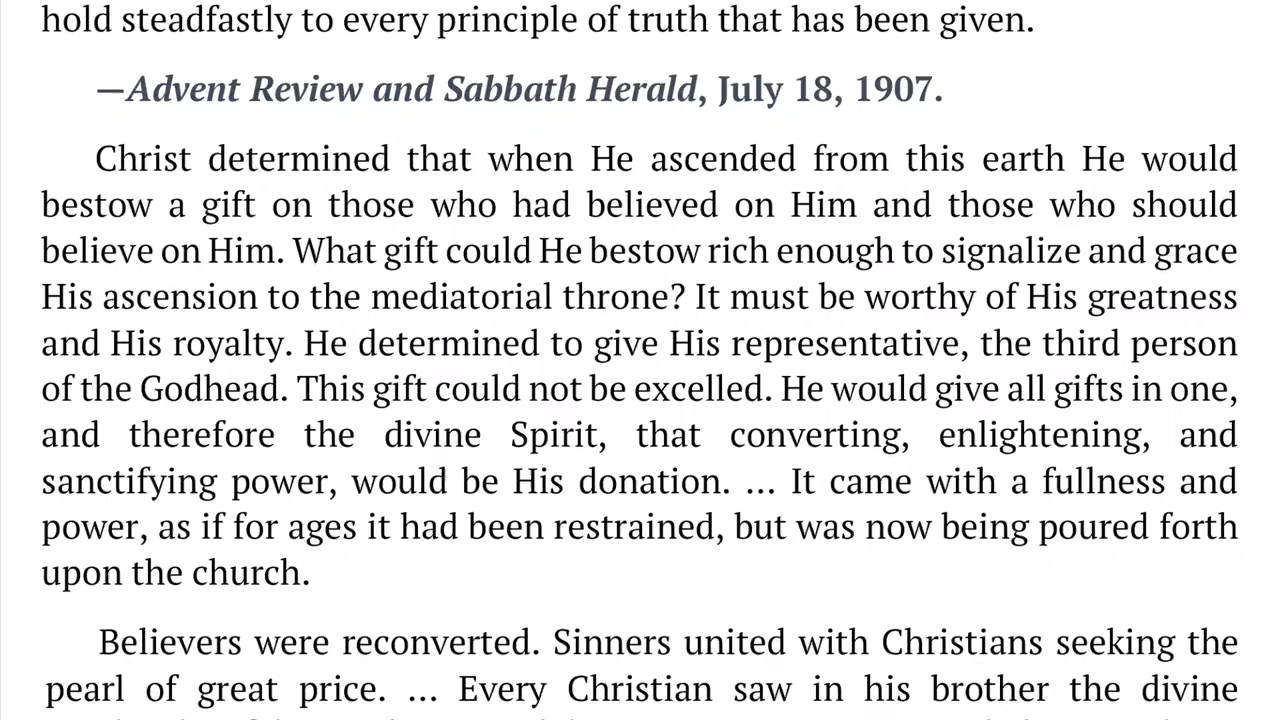 hold steadfastly to every principle of truth that has been given.
—Advent Review and Sabbath Herald, July 18, 1907.
Christ determined that when He ascended from this earth He would
bestow a gift on those who had believed on Him and those who should
believe on Him. What gift could He bestow rich enough to signalize and grace
His ascension to the mediatorial throne? It must be worthy of His greatness
and His royalty. He determined to give His representative, the third person
of the Godhead. This gift could not be excelled. He would give all gifts in one,
and therefore the divine Spirit, that converting, enlightening, and
sanctifying power, would be His donation. ... It came with a fullness and
power, as if for ages it had been restrained, but was now being poured forth
upon the church.
Believers were reconverted. Sinners united with Christians seeking the
pearl of great price. ... Every Christian saw in his brother the divine